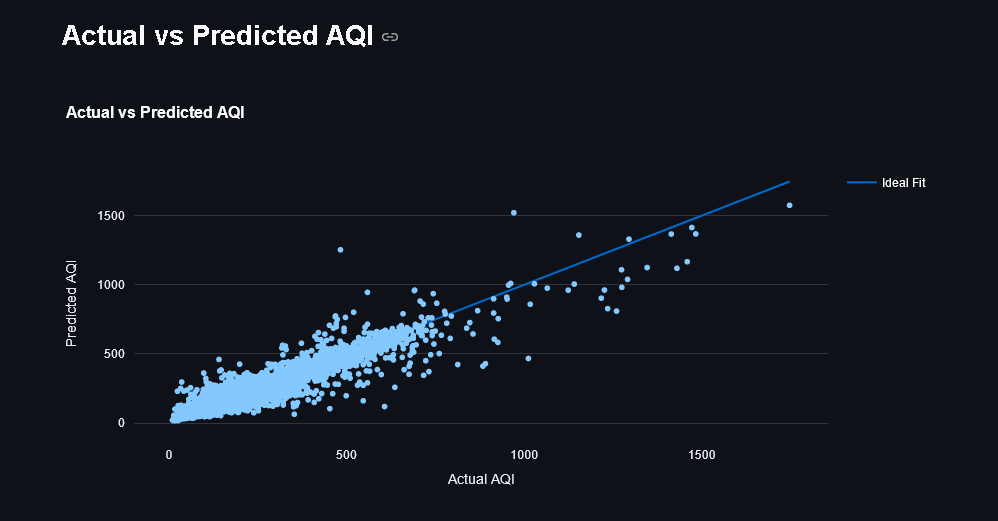 Actual vs Predicted AQI
Actual vs Predicted AQI
Ideal Fit
1500
1000
500
0
Predicted AQI
0 500 1000 1500
Actual AQI